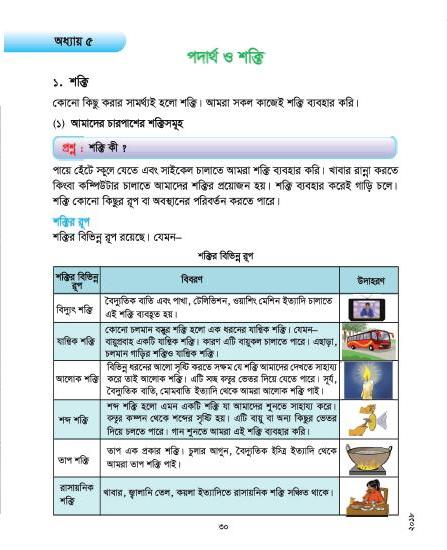 অধ্যায় ৫
পদার্থ ও শক্তি
১. শক্তি
কোনো কিছু করার সামর্থ্যই হলো শক্তি। আমরা সকল কাজেই শক্তি ব্যবহার করি।
(১) আমাদের চারপাশের শক্তিসমূহ
প্রশ্ন : শক্তি কী ?
পায়ে হেঁটে স্কুলে যেতে এবং সাইকেল চালাতে আমরা শক্তি ব্যবহার করি। খাবার রান্না করতে
কিংবা কম্পিউটার চালাতে আমাদের শক্তির প্রয়োজন হয়। শক্তি ব্যবহার করেই গাড়ি চলে।
শক্তি কোনো কিছুর রূপ বা অবস্থানের পরিবর্তন করতে পারে।
শক্তির রূপ
শক্তির বিভিন্ন রূপ রয়েছে। যেমন–
শক্তির বিভিন্ন রূপ
শক্তির বিভিন্ন
রূপ
বিবরণ
উদাহরণ
বিদ্যুৎ শক্তি
বৈদ্যুতিক বাতি এবং পাখা, টেলিভিশন, ওয়াশিং মেশিন ইত্যাদি চালাতে
এই শক্তি ব্যবহৃত হয়।
যান্ত্রিক শক্তি
কোনো চলমান বস্তুর শক্তি হলো এক ধরনের যান্ত্রিক শক্তি। যেমন–
বায়ুপ্রবাহ একটি যান্ত্রিক শক্তি। কারণ এটি বায়ুকল চালাতে পারে। এছাড়া,
চলমান গাড়ির শক্তিও যান্ত্রিক শক্তি।
আলোক শক্তি
বিভিন্ন ধরনের আলো সৃষ্টি করতে সক্ষম যে শক্তি আমাদের দেখতে সাহায্য
করে তাই আলোক শক্তি। এটি স্বচ্ছ বস্তুর ভেতর দিয়ে যেতে পারে। সূর্য,
বৈদ্যুতিক বাতি, মোমবাতি ইত্যাদি থেকে আমরা আলোক শক্তি পাই।
শব্দ শক্তি
শব্দ শক্তি হলো এমন একটি শক্তি যা আমাদের শুনতে সাহায্য করে।
বস্তুর কম্পন থেকে শব্দের সৃষ্টি হয়। এটি বায়ু বা অন্য কিছুর ভেতর
দিয়ে চলতে পারে। গান শুনতে আমরা এই শক্তি ব্যবহার করি।
তাপ শক্তি
তাপ এক প্রকার শক্তি। চুলার আগুন, বৈদ্যুতিক ইস্ত্রি ইত্যাদি থেকে
আমরা তাপ শক্তি পাই।
রাসায়নিক
শক্তি
খাবার, জ্বালানি তেল, কয়লা ইত্যাদিতে রাসায়নিক শক্তি সঞ্চিত থাকে।
৩০
২০১৮